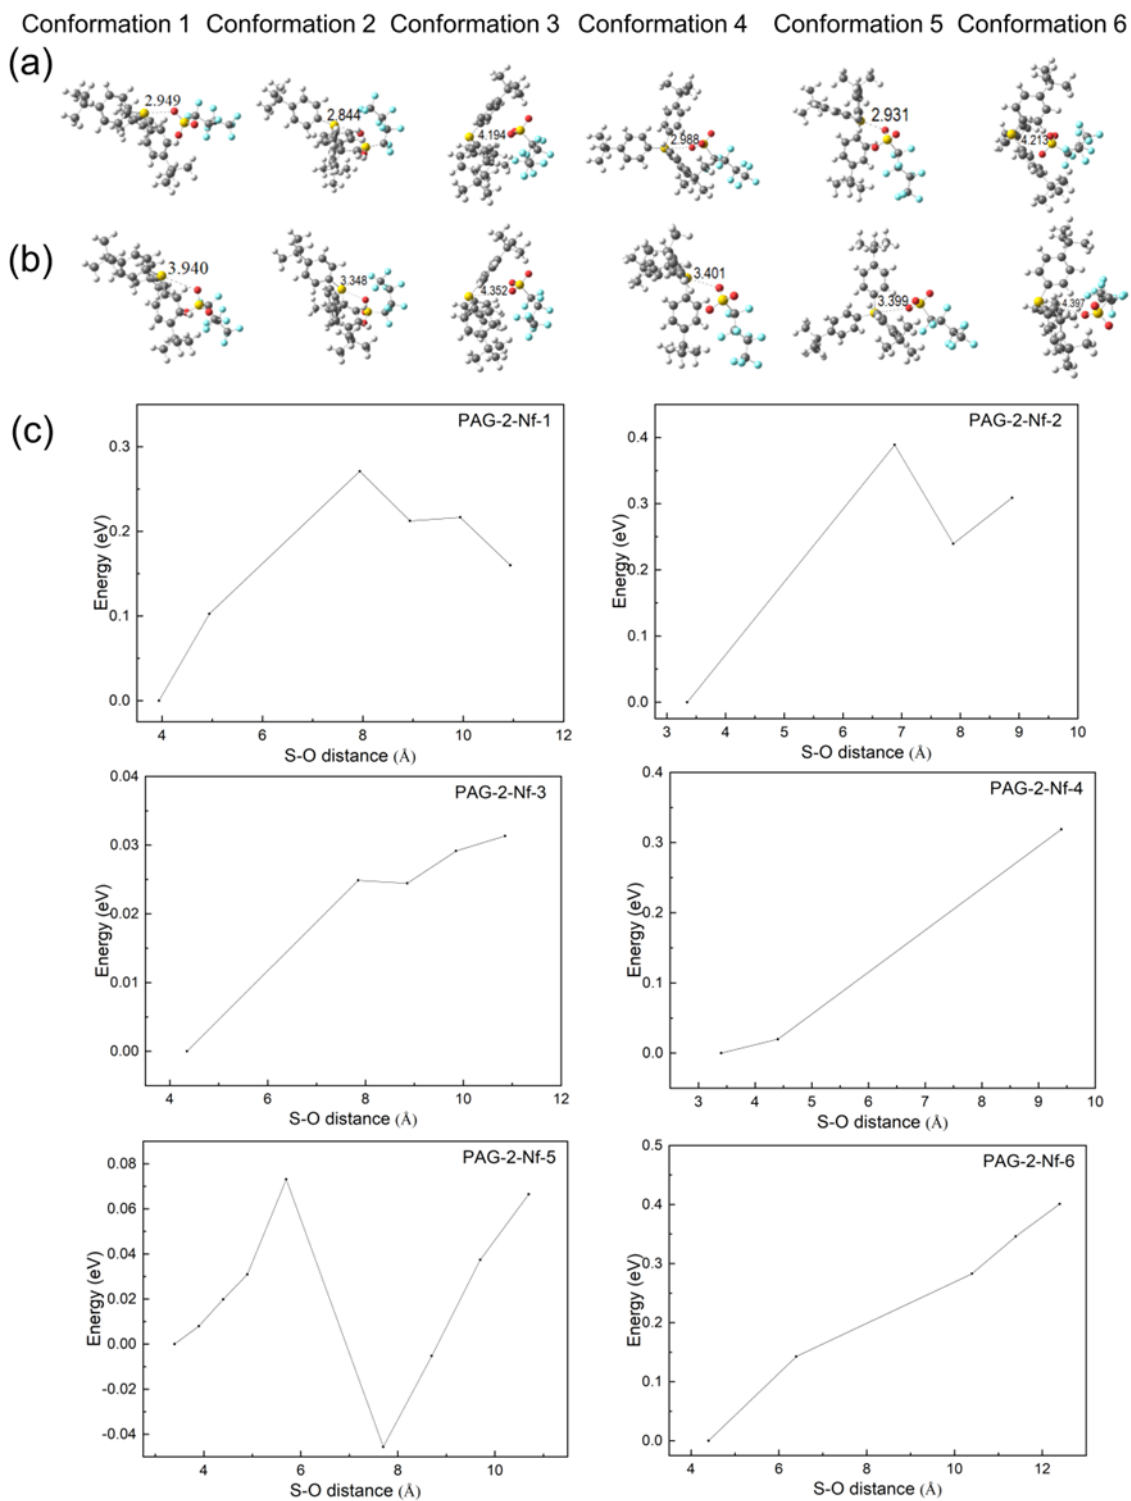 Conformation 1 Conformation 2 Conformation 3 Conformation 4 Conformation 5 Conformation 6
(a)
2.949
2.844
4.194
2.988
2.931
4.213
(b)
3.940
3.348
4.352
3.401
3.399
4.397
(c)
PAG-2-Nf-1
Energy (eV)
0.3
0.2
0.1
0.0
4 6 8 10 12
S-O distance (Å)
PAG-2-Nf-2
Energy (eV)
0.4
0.3
0.2
0.1
0.0
3 4 5 6 7 8 9 10
S-O distance (Å)
PAG-2-Nf-3
Energy (eV)
0.04
0.03
0.02
0.01
0.00
4 6 8 10 12
S-O distance (Å)
PAG-2-Nf-4
Energy (eV)
0.4
0.3
0.2
0.1
0.0
3 4 5 6 7 8 9 10
S-O distance (Å)
PAG-2-Nf-5
Energy (eV)
0.08
0.06
0.04
0.02
0.00
-0.02
-0.04
4 6 8 10
S-O distance (Å)
PAG-2-Nf-6
Energy (eV)
0.5
0.4
0.3
0.2
0.1
0.0
4 6 8 10 12
S-O distance (Å)